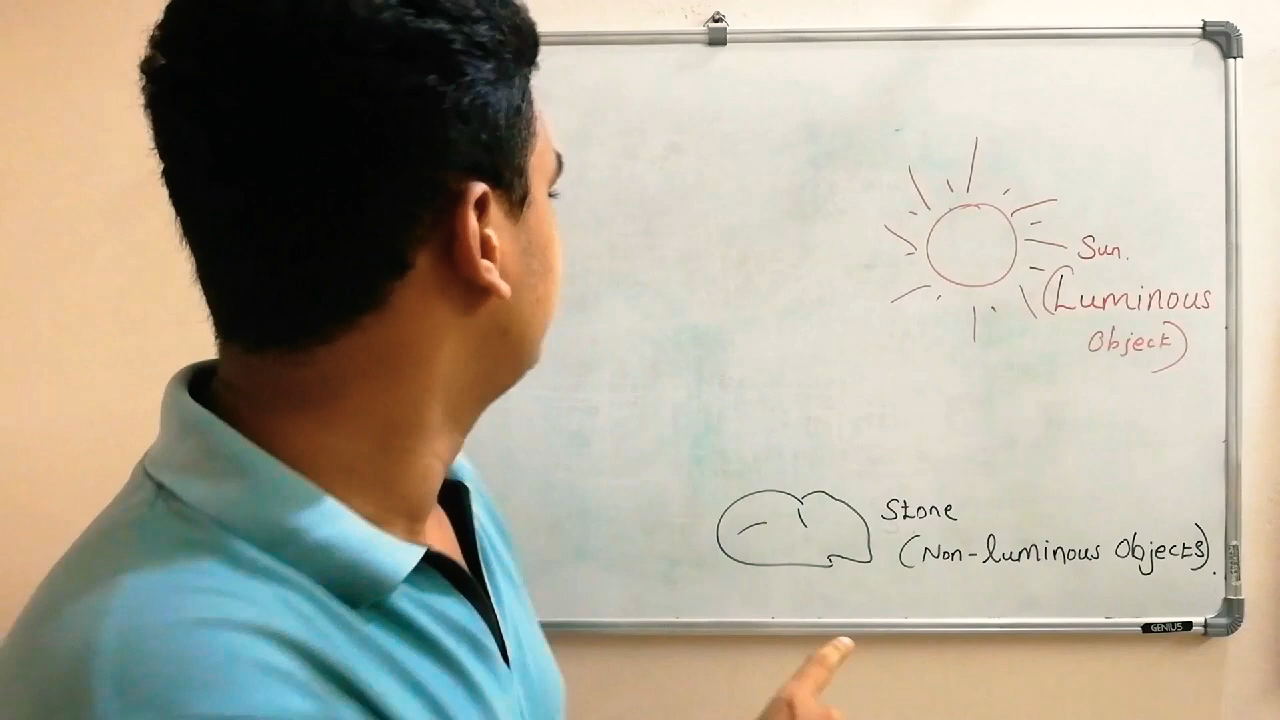 Sun.
(Luminous
Object)
Stone
(Non-luminous Objects).
GENIUS